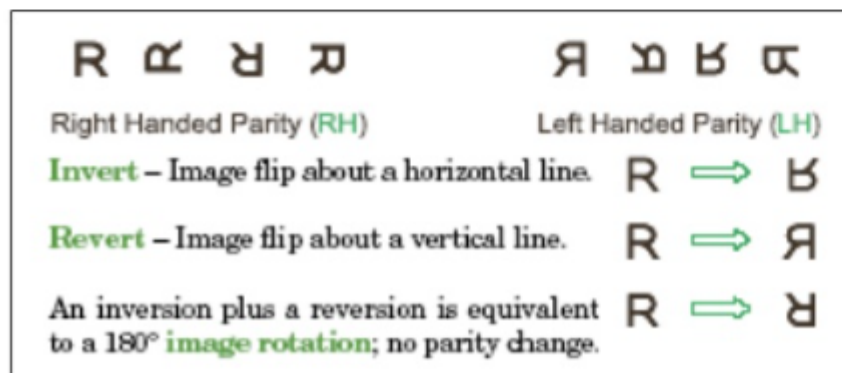 R R R R R R R R
Right Handed Parity (RH) Left Handed Parity (LH)
Invert – Image flip about a horizontal line. R R
Revert – Image flip about a vertical line. R Я
An inversion plus a reversion is equivalent R R
to a 180° image rotation; no parity change.